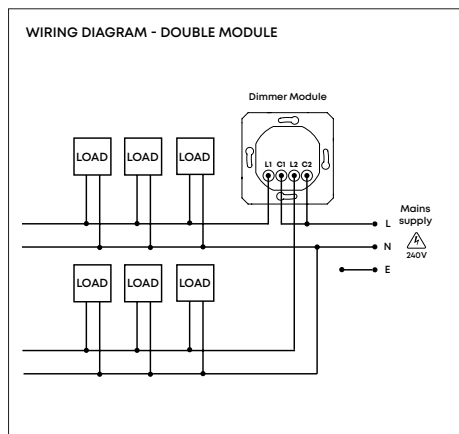 WIRING DIAGRAM - DOUBLE MODULE
Dimmer Module
L1 C1 L2 C2
LOAD LOAD LOAD
L
N
E
Mains
supply
240V
LOAD LOAD LOAD